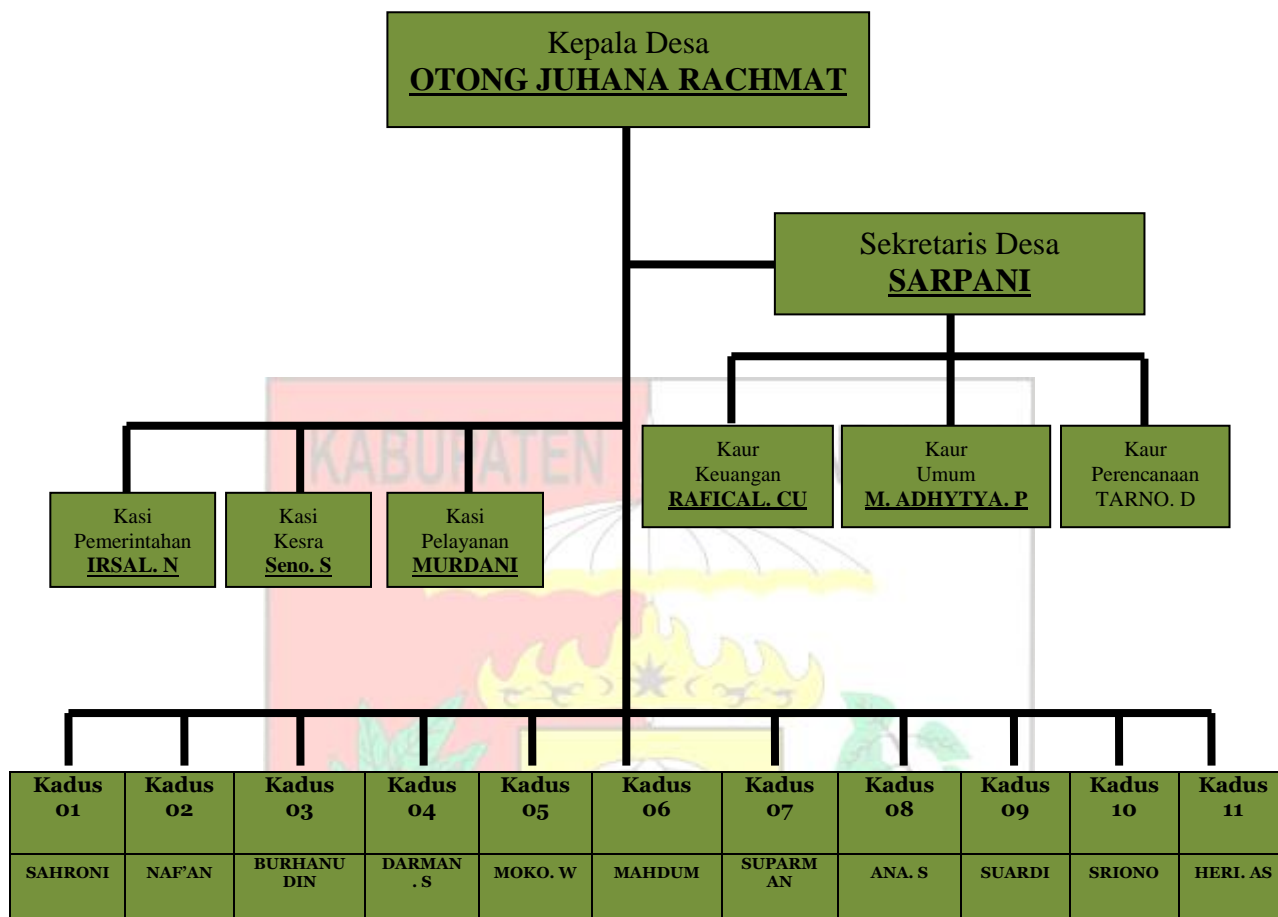 Kepala Desa
OTONG JUHANA RACHMAT
Sekretaris Desa
SARPANI
Kaur
Keuangan
RAFICAL. CU
Kaur
Umum
M. ADHYTYA. P
Kaur
Perencanaan
TARNO. D
KABUPATEN
Kasi
Pemerintahan
IRSAL. N
Kasi
Kesra
Seno. S
Kasi
Pelayanan
MURDANI
Kadus
01
Kadus
02
Kadus
03
Kadus
04
Kadus
05
Kadus
06
Kadus
07
Kadus
08
Kadus
09
Kadus
10
Kadus
11
SAHRONI
NAF’AN
BURHANU
DIN
DARMAN
. S
MOKO. W
MAHDUM
SUPARM
AN
ANA. S
SUARDI
SRIONO
HERI. AS